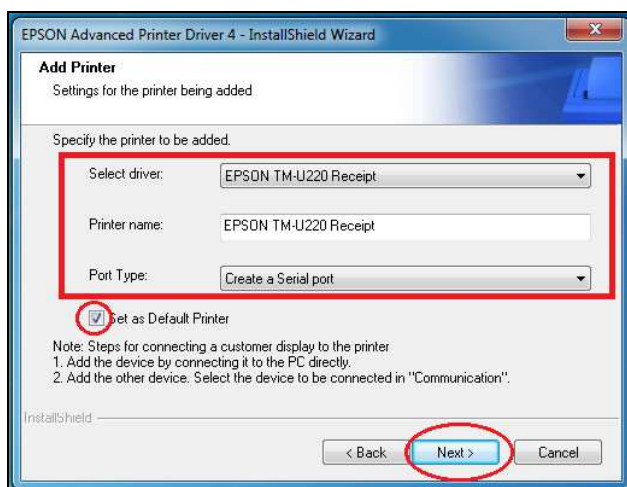 EPSON Advanced Printer Driver 4 - InstallShield Wizard
Add Printer
Settings for the printer being added
Specify the printer to be added.
Select driver: EPSON TM-U220 Receipt
Printer name: EPSON TM-U220 Receipt
Port Type: Create a Serial port
Set as Default Printer
Note: Steps for connecting a customer display to the printer
1. Add the device by connecting it to the PC directly.
2. Add the other device. Select the device to be connected in "Communication".
InstallShield
< Back Next > Cancel